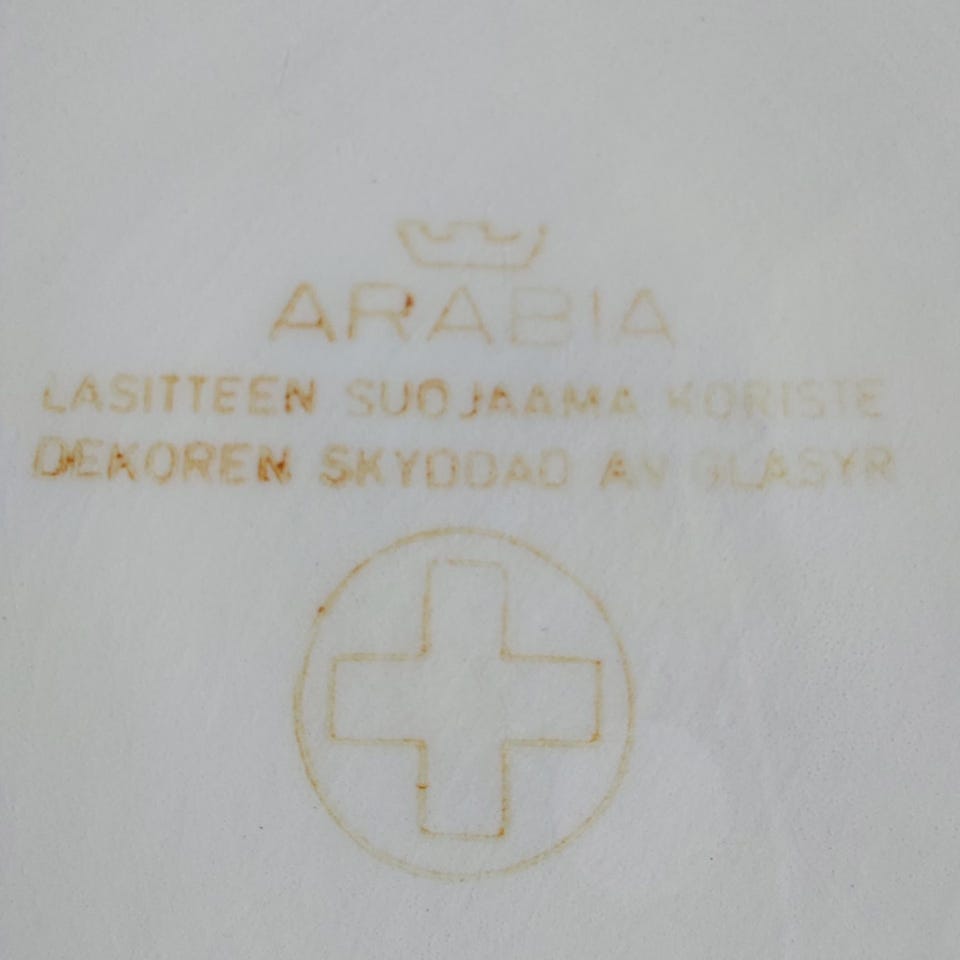 ARABIA
LASITTEEN SUOJAAMA KORISTE
DEKOREN SKYDDAD AV GLASYR